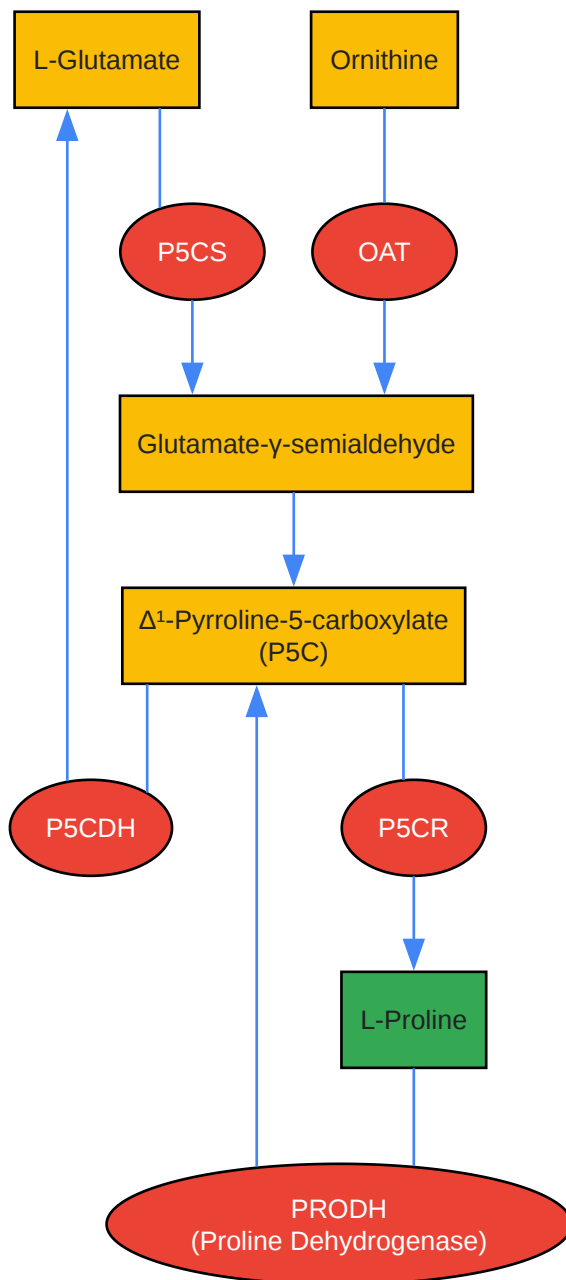 L-Glutamate
Ornithine
P5CS
OAT
Glutamate-γ-semialdehyde
Δ¹-Pyrroline-5-carboxylate
(P5C)
P5CDH
P5CR
L-Proline
PRODH
(Proline Dehydrogenase)